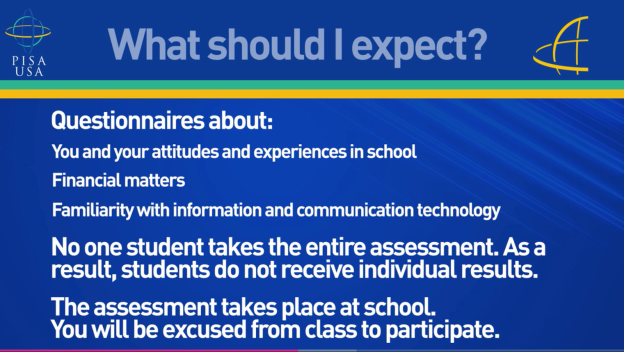 What should I expect?
PISA
USA
Questionnaires about:
You and your attitudes and experiences in school
Financial matters
Familiarity with information and communication technology
No one student takes the entire assessment. As a
result, students do not receive individual results.
The assessment takes place at school.
You will be excused from class to participate.